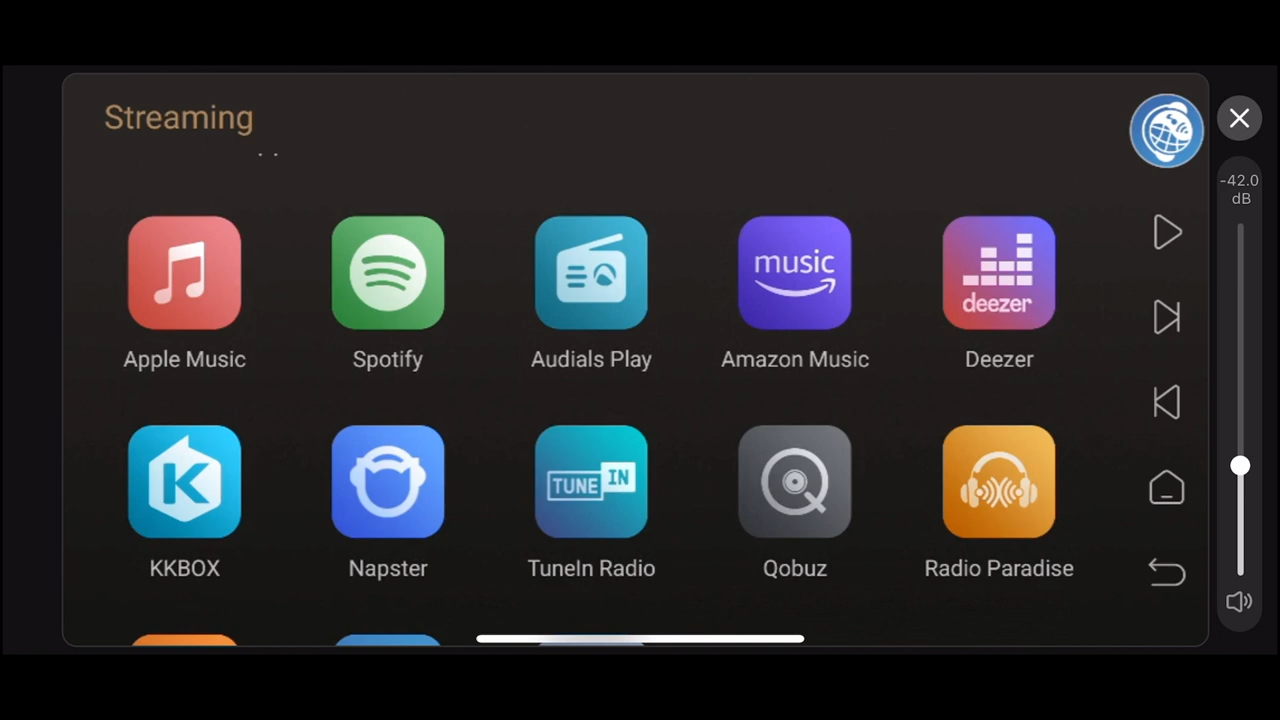 Streaming
-42.0
dB
music
deezer
Apple Music
Spotify
Audials Play
Amazon Music
Deezer
K
TUNE IN
KKBOX
Napster
TuneIn Radio
Qobuz
Radio Paradise